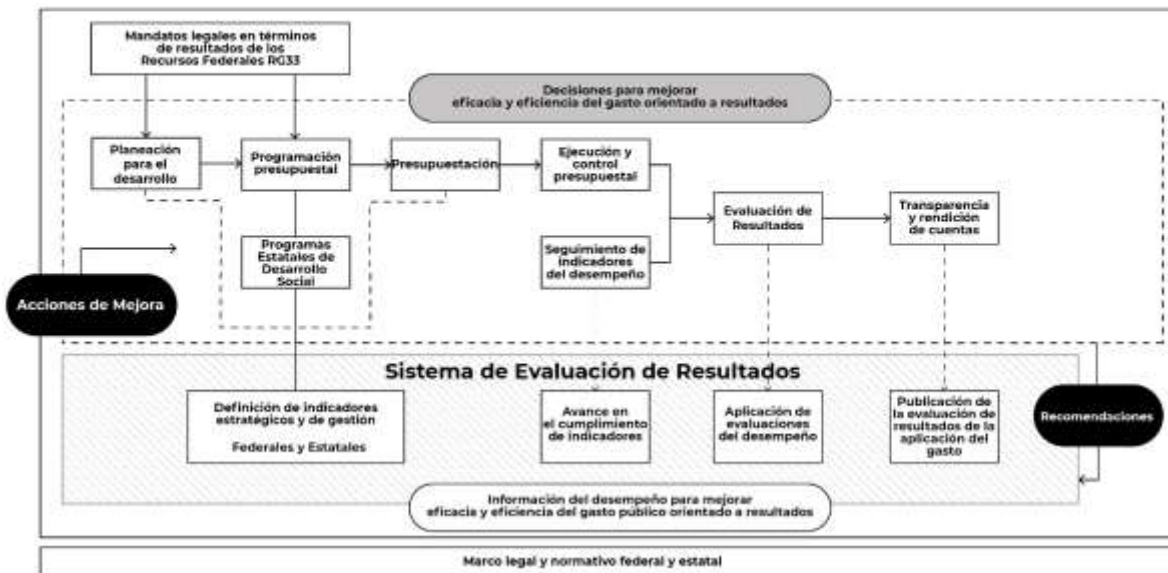 Mandatos legales en términos
de resultados de los
Recursos Federales RG33
Decisiones para mejorar
eficacia y eficiencia del gasto orientado a resultados
Planeación
para el
desarrollo
Programación
presupuestal
Presupuestación
Ejecución y
control
presupuestal
Evaluación de
Resultados
Transparencia
y rendición
de cuentas
Programas
Estatales de
Desarrollo
Social
Seguimiento de
indicadores
del desempeño
Acciones de Mejora
Sistema de Evaluación de Resultados
Definición de indicadores
estratégicos y de gestión
Federales y Estatales
Avance en
el cumplimiento
de indicadores
Aplicación de
evaluaciones
del desempeño
Publicación de
la evaluación de
resultados de la
aplicación del
gasto
Recomendaciones
Información del desempeño para mejorar
eficacia y eficiencia del gasto público orientado a resultados
Marco legal y normativo federal y estatal